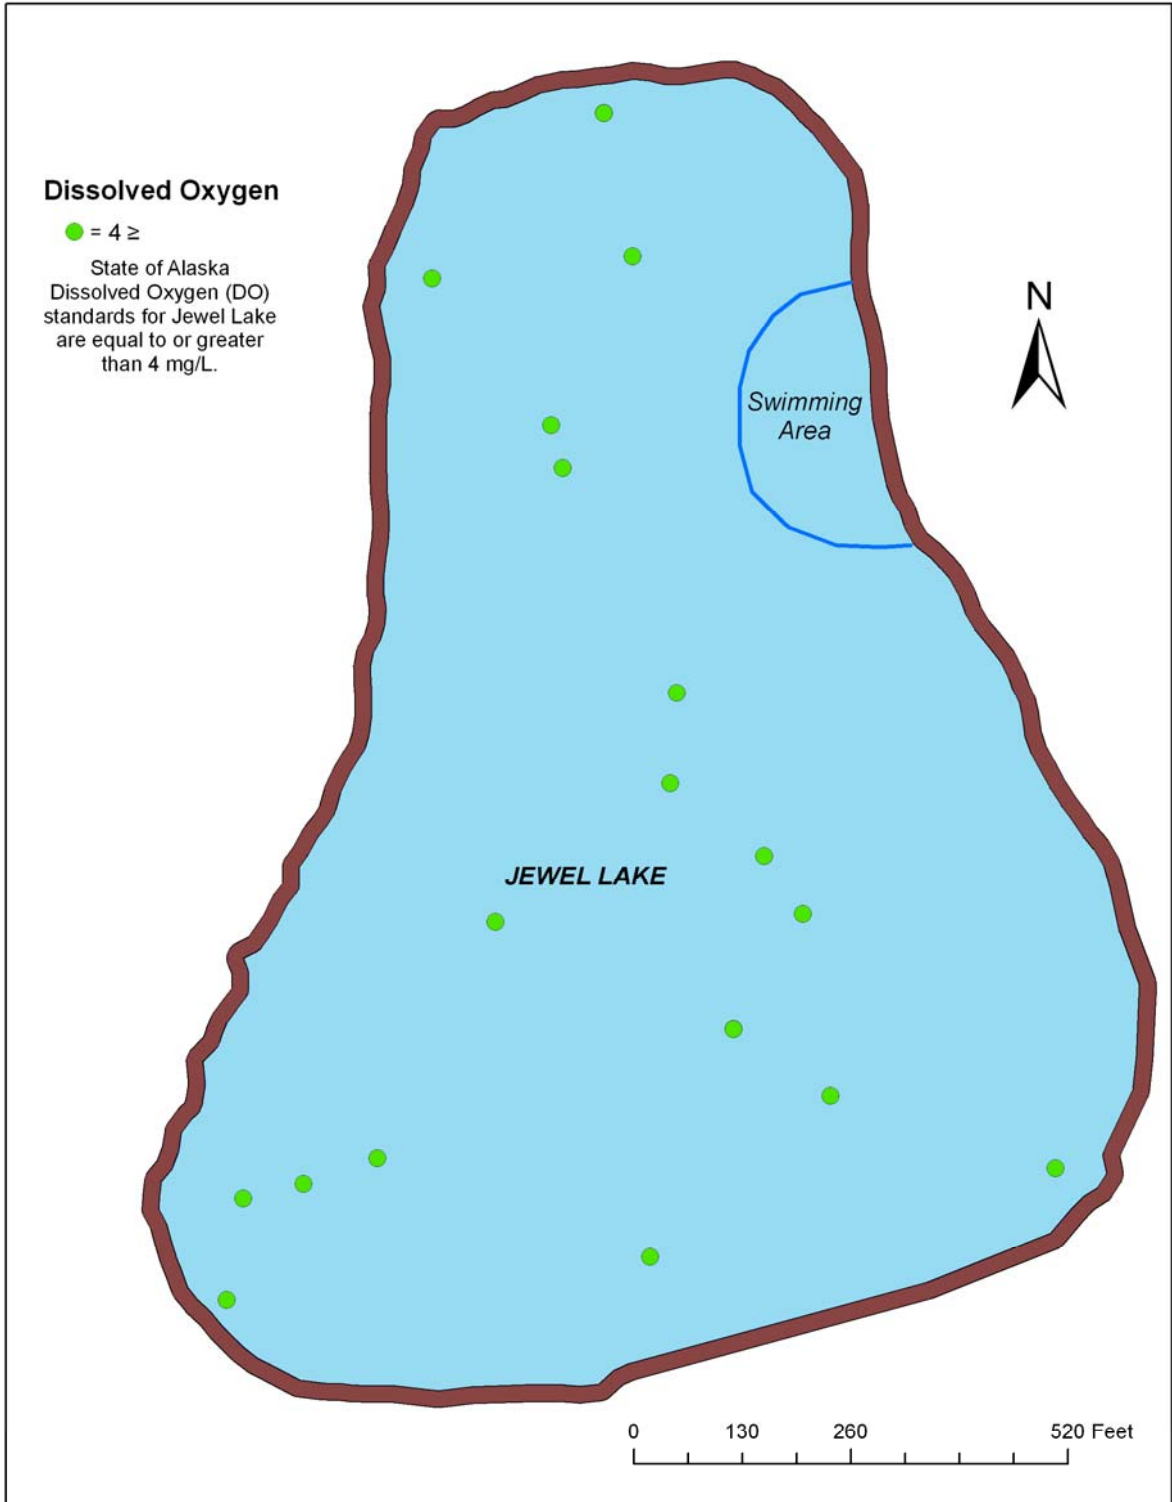 Dissolved Oxygen
= 4 ≥
State of Alaska
Dissolved Oxygen (DO)
standards for Jewel Lake
are equal to or greater
than 4 mg/L.
N
Swimming
Area
JEWEL LAKE
0 130 260 520 Feet